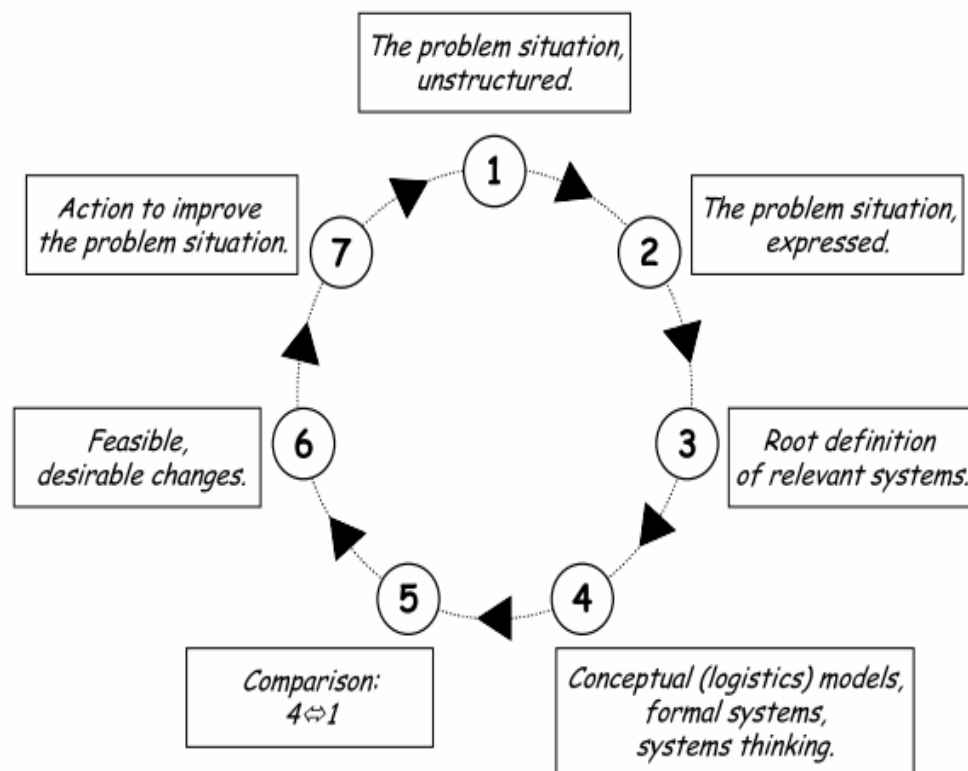 The problem situation,
unstructured.
1
2
The problem situation,
expressed.
3
Root definition
of relevant systems.
4
Conceptual (logistics) models,
formal systems,
systems thinking.
5
Comparison:
4⇔1
6
Feasible,
desirable changes.
7
Action to improve
the problem situation.